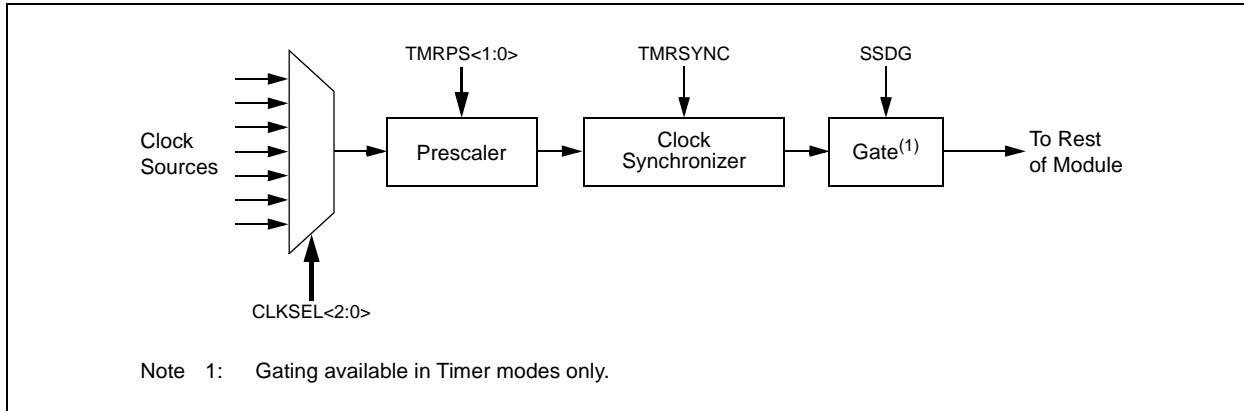 TMRPS<1:0>
TMRSYNC
SSDG
Clock
Sources
Prescaler
Clock
Synchronizer
Gate(1)
To Rest
of Module
CLKSEL<2:0>
Note 1: Gating available in Timer modes only.